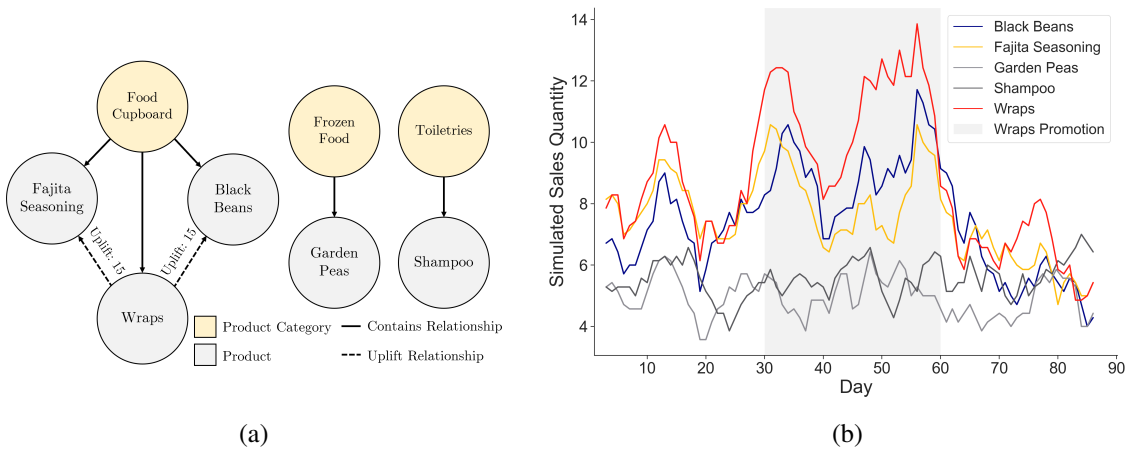 Food
Cupboard
Fajita
Seasoning
Black
Beans
Uplift: 15
Uplift: 15
Wraps
Frozen
Food
Garden
Peas
Toiletries
Shampoo
Product Category
Contains Relationship
Product
Uplift Relationship
(a)
Simulated Sales Quantity
14
12
10
8
6
4
10
20
30
40
50
60
70
80
90
Day
Black Beans
Fajita Seasoning
Garden Peas
Shampoo
Wraps
Wraps Promotion
(b)